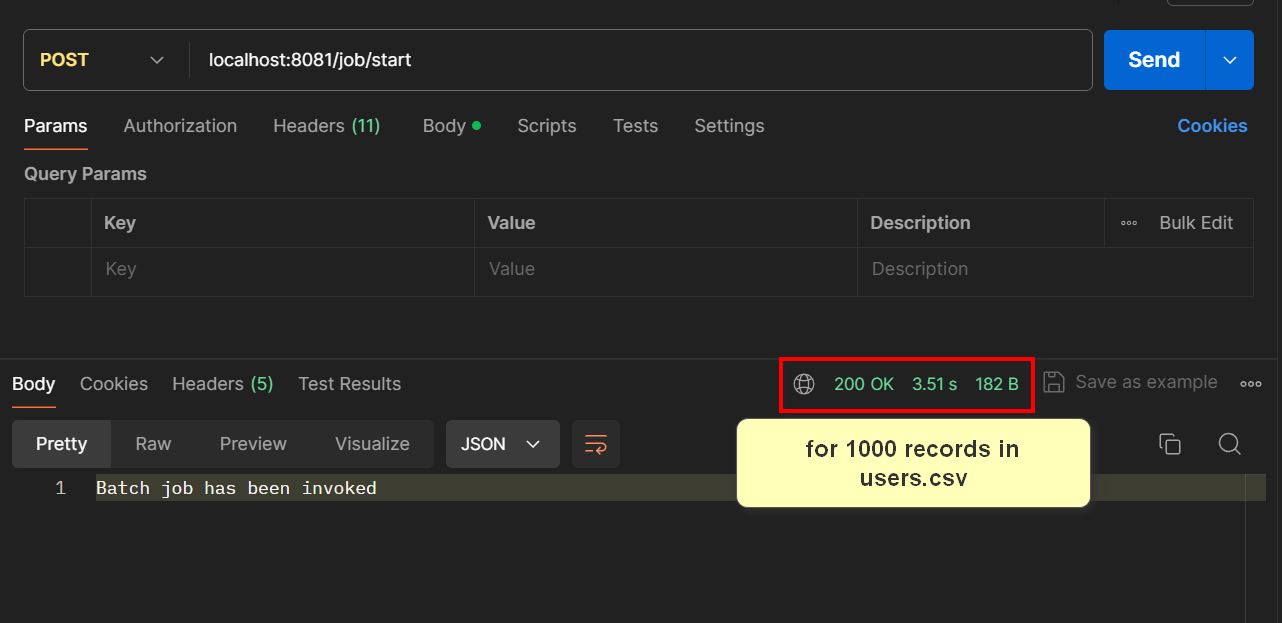 POST localhost:8081/job/start Send
Params Authorization Headers (11) Body Scripts Tests Settings Cookies
Query Params
Key Value Description Bulk Edit
Key Value Description
Body Cookies Headers (5) Test Results 200 OK 3.51 s 182 B Save as example
Pretty Raw Preview Visualize JSON
for 1000 records in
users.csv
1 Batch job has been invoked